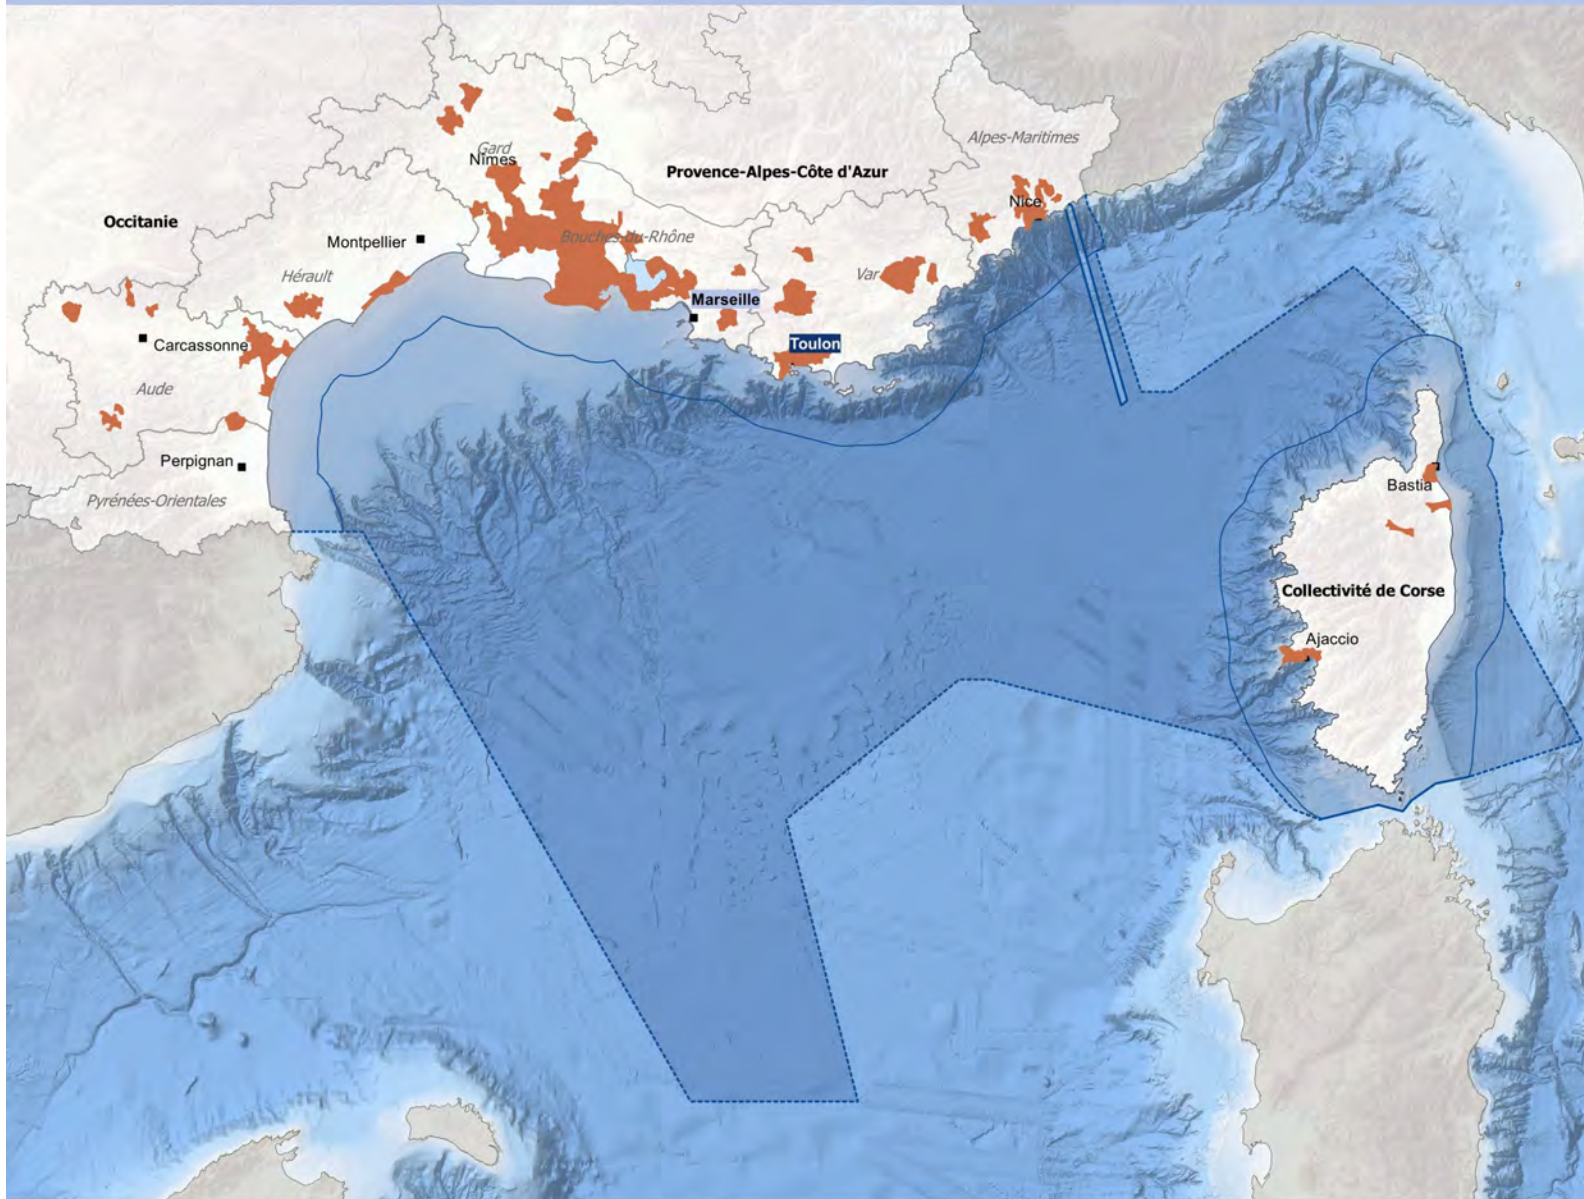 Alpes-Maritimes
Gard
Nîmes
Provence-Alpes-Côte d'Azur
Nice
Occitanie
Montpellier
Bouches-du-Rhône
Hérault
Var
Marseille
Carcassonne
Toulon
Aude
Perpignan
Pyrénées-Orientales
Bastia
Collectivité de Corse
Ajaccio